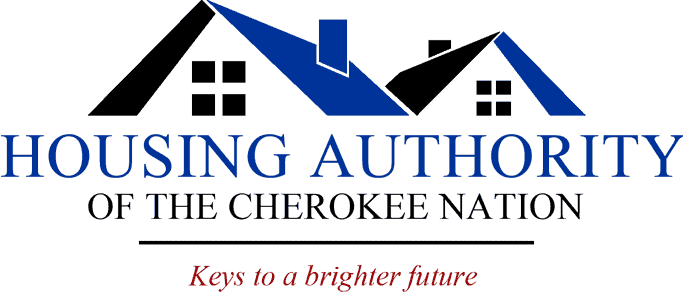 HOUSING AUTHORITY
OF THE CHEROKEE NATION
Keys to a brighter future